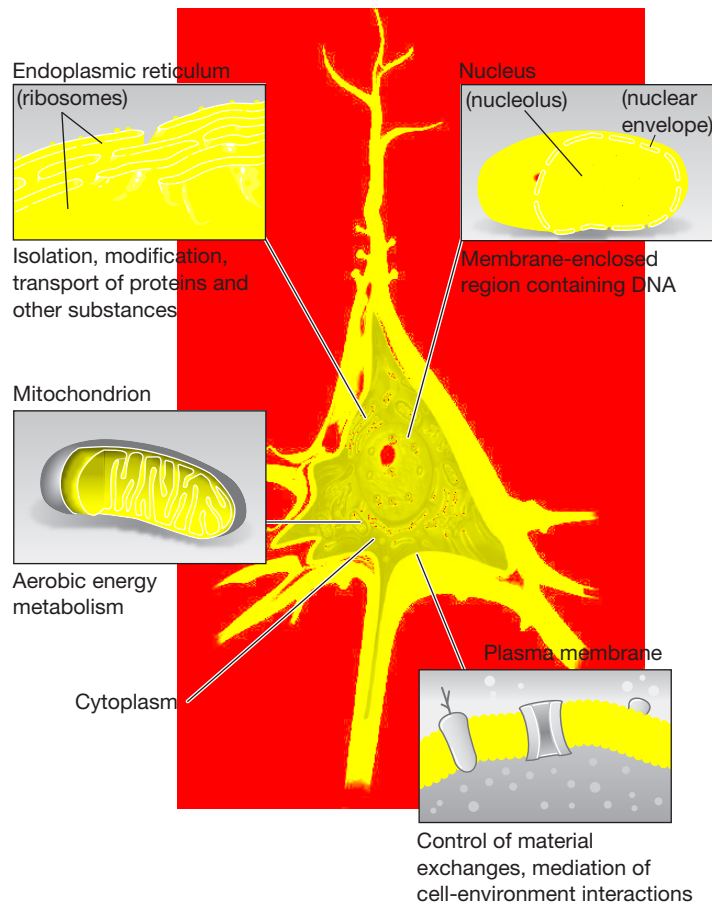 Endoplasmic reticulum
(ribosomes)
Isolation, modification,
transport of proteins and
other substances
Nucleus
(nucleolus)
(nuclear
envelope)
Membrane-enclosed
region containing DNA
Mitochondrion
Aerobic energy
metabolism
Cytoplasm
Plasma membrane
Control of material
exchanges, mediation of
cell-environment interactions